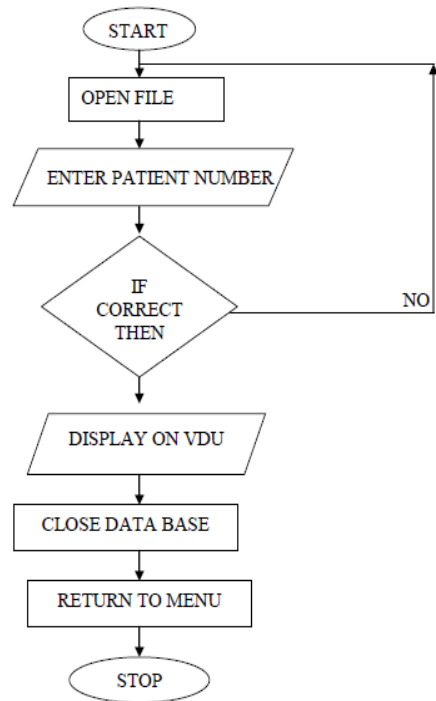 START
OPEN FILE
ENTER PATIENT NUMBER
IF
CORRECT
THEN
NO
DISPLAY ON VDU
CLOSE DATA BASE
RETURN TO MENU
STOP